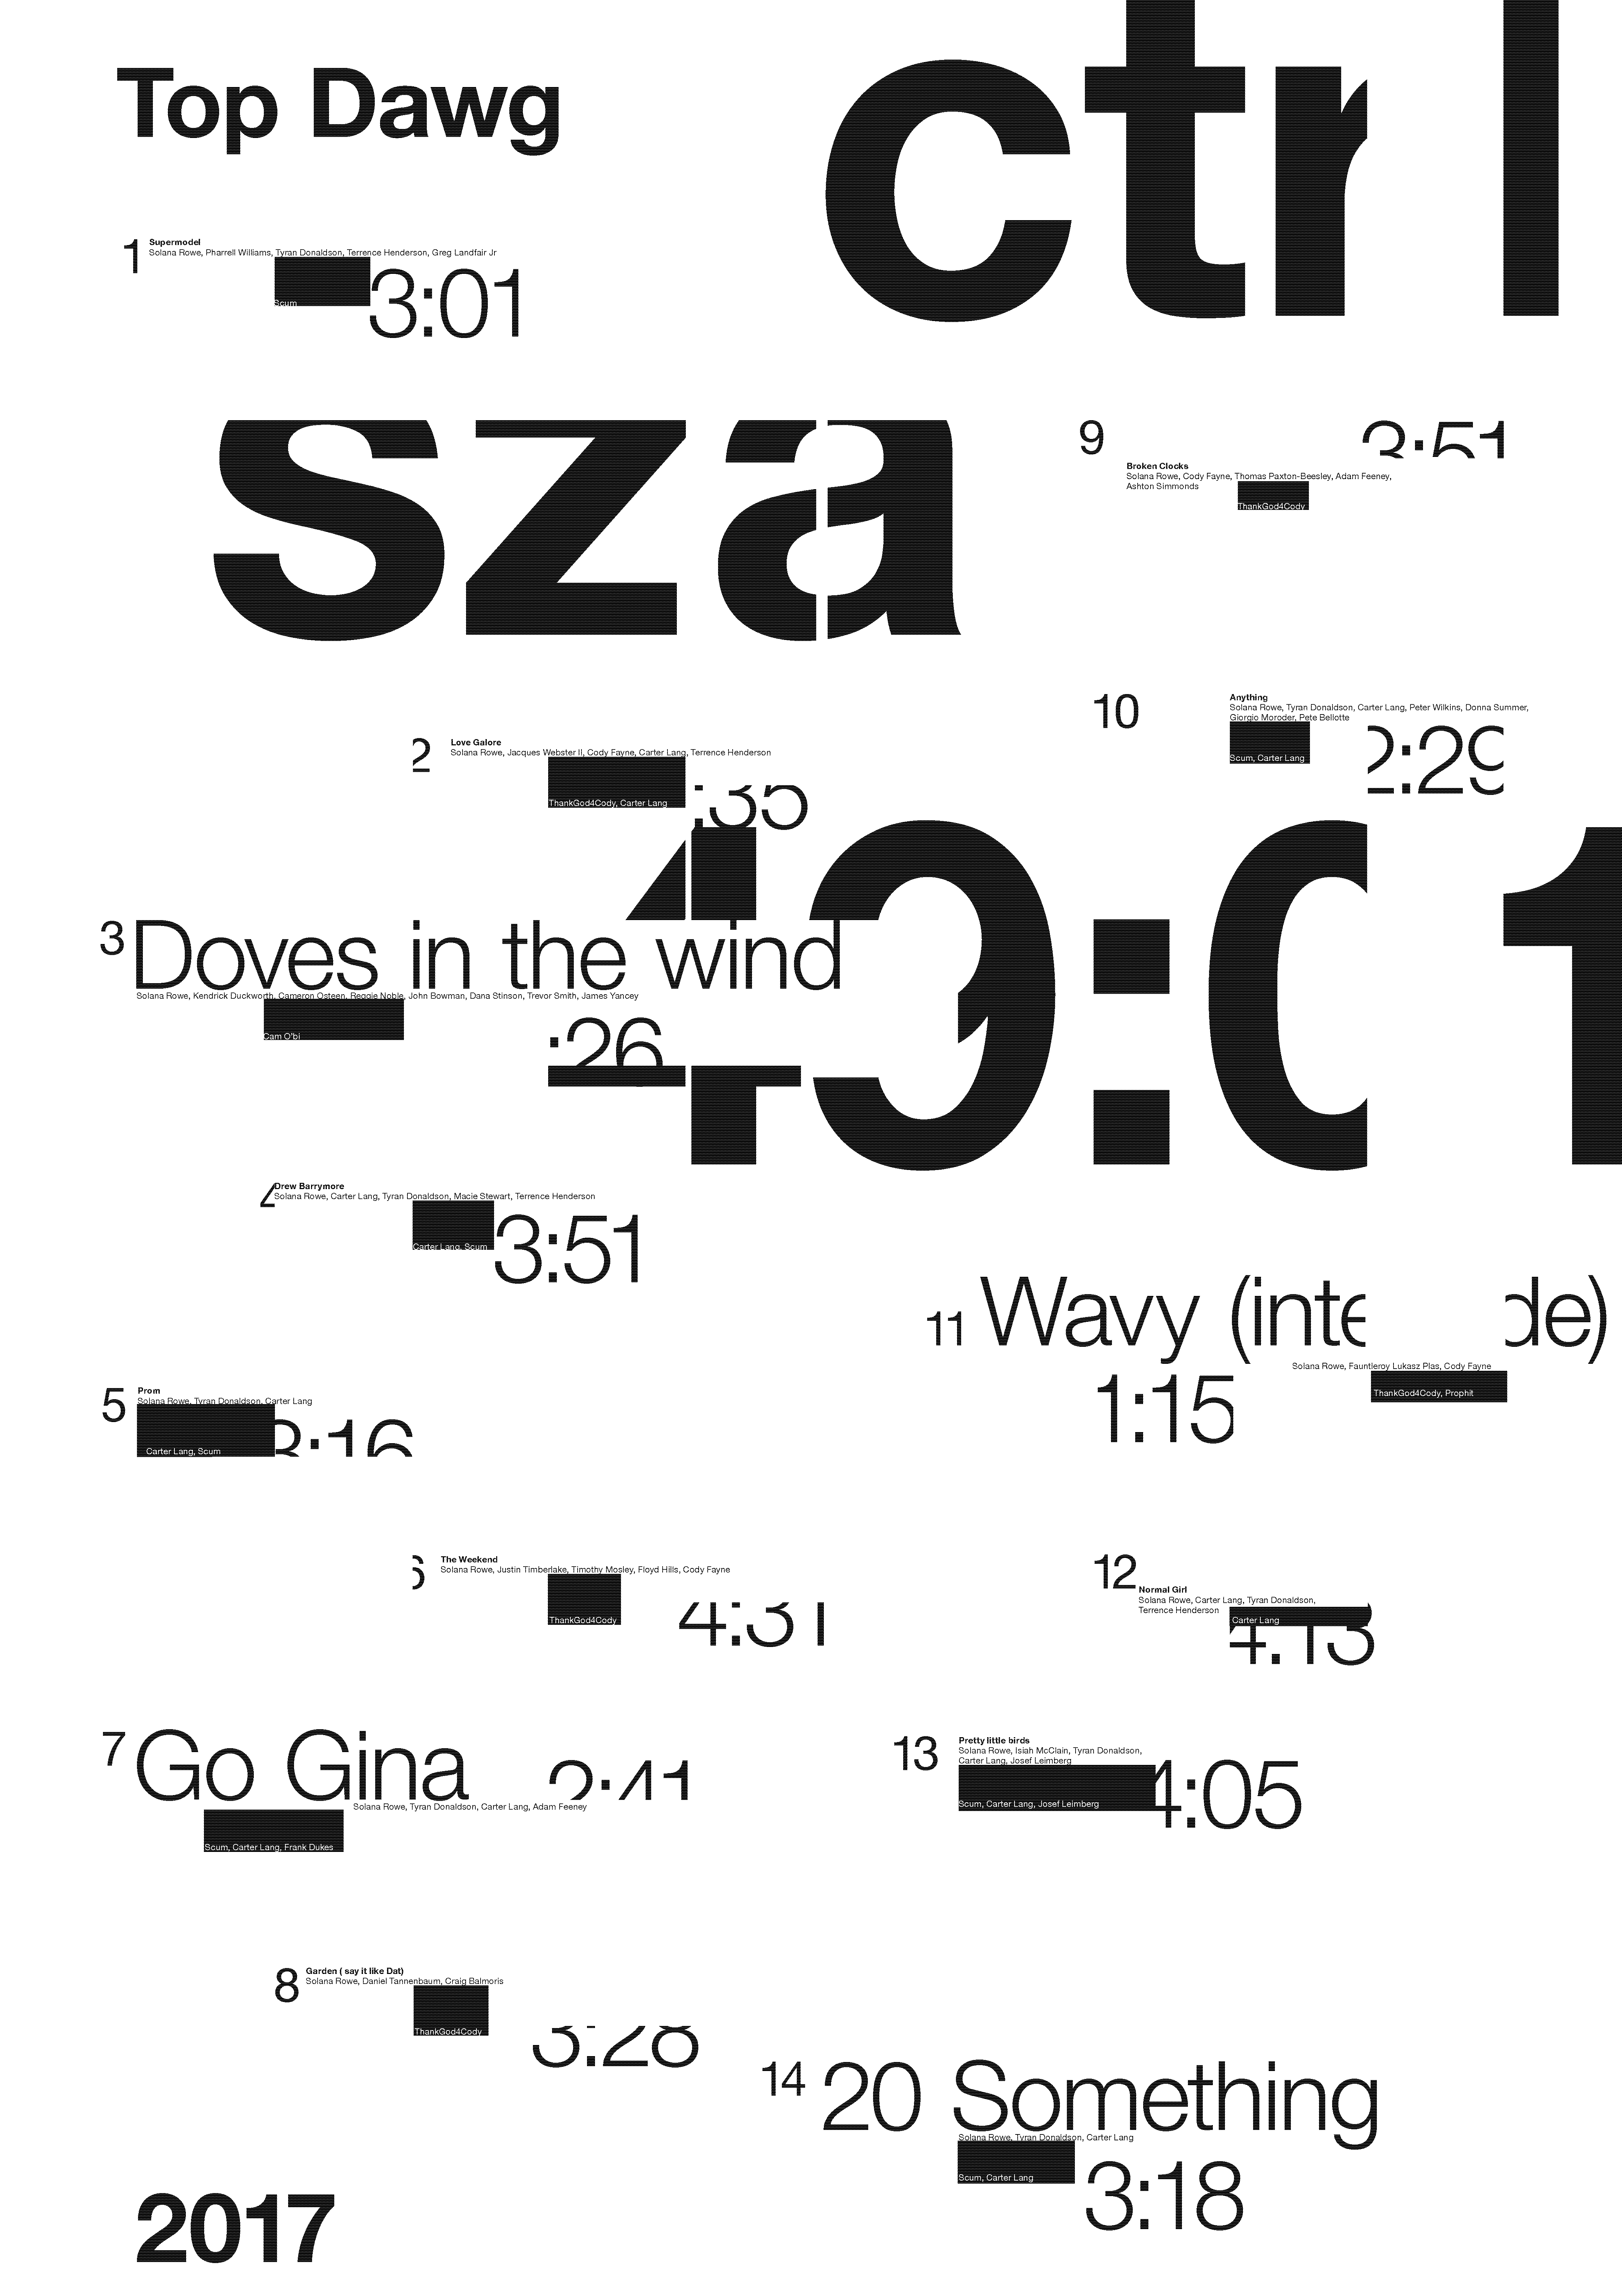 Top Dawg
ctrl
1
Supermodel
Solana Rowe, Pharrell Williams, Tyran Donaldson, Terrence Henderson, Greg Landfair Jr
Scum
3:01
sza
9
3:51
Broken Clocks
Solana Rowe, Cody Fayne, Thomas Paxton-Beesley, Adam Feeney,
Ashton Simmonds
ThankGod4Cody
10
Anything
Solana Rowe, Tyran Donaldson, Carter Lang, Peter Wilkins, Donna Summer,
Giorgio Moroder, Pete Bellotte
Scum, Carter Lang
2:29
2
Love Galore
Solana Rowe, Jacques Webster II, Cody Fayne, Carter Lang, Terrence Henderson
ThankGod4Cody, Carter Lang
:35
49:01
3
Doves in the wind
Solana Rowe, Kendrick Duckworth, Cameron Osteen, Reggie Noble, John Bowman, Dana Stinson, Trevor Smith, James Yancey
Cam O'bi
:26
4
Drew Barrymore
Solana Rowe, Carter Lang, Tyran Donaldson, Macie Stewart, Terrence Henderson
Carter Lang, Scum
3:51
11
Wavy (inte de)
Solana Rowe, Fauntleroy Lukasz Plas, Cody Fayne
ThankGod4Cody, Prophit
1:15
5
Prom
Solana Rowe, Tyran Donaldson, Carter Lang
Carter Lang, Scum
3:16
6
The Weekend
Solana Rowe, Justin Timberlake, Timothy Mosley, Floyd Hills, Cody Fayne
ThankGod4Cody
4:31
12
Normal Girl
Solana Rowe, Carter Lang, Tyran Donaldson,
Terrence Henderson
Carter Lang
4:13
7
Go Gina
2:41
Solana Rowe, Tyran Donaldson, Carter Lang, Adam Feeney
Scum, Carter Lang, Frank Dukes
13
Pretty little birds
Solana Rowe, Isiah McClain, Tyran Donaldson,
Carter Lang, Josef Leimberg
Scum, Carter Lang, Josef Leimberg
4:05
8
Garden ( say it like Dat)
Solana Rowe, Daniel Tannenbaum, Craig Balmoris
ThankGod4Cody
3:28
14
20 Something
Solana Rowe, Tyran Donaldson, Carter Lang
Scum, Carter Lang
3:18
2017